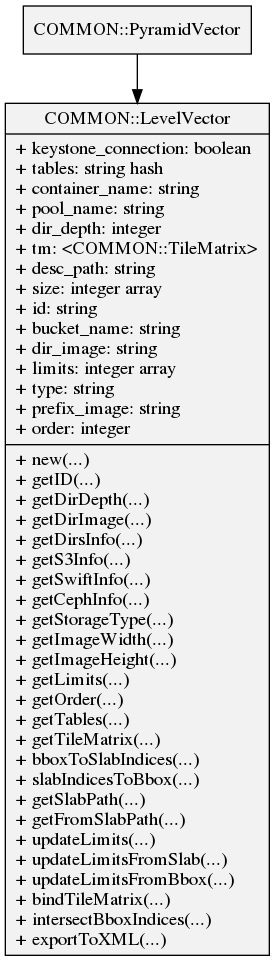 COMMON::PyramidVector
COMMON::LevelVector
+ keystone_connection: boolean
+ tables: string hash
+ container_name: string
+ pool_name: string
+ dir_depth: integer
+ tm: <COMMON::TileMatrix>
+ desc_path: string
+ size: integer array
+ id: string
+ bucket_name: string
+ dir_image: string
+ limits: integer array
+ type: string
+ prefix_image: string
+ order: integer
+ new(...)
+ getID(...)
+ getDirDepth(...)
+ getDirImage(...)
+ getDirsInfo(...)
+ getS3Info(...)
+ getSwiftInfo(...)
+ getCephInfo(...)
+ getStorageType(...)
+ getImageWidth(...)
+ getImageHeight(...)
+ getLimits(...)
+ getOrder(...)
+ getTables(...)
+ getTileMatrix(...)
+ bboxToSlabIndices(...)
+ slabIndicesToBbox(...)
+ getSlabPath(...)
+ getFromSlabPath(...)
+ updateLimits(...)
+ updateLimitsFromSlab(...)
+ updateLimitsFromBbox(...)
+ bindTileMatrix(...)
+ intersectBboxIndices(...)
+ exportToXML(...)